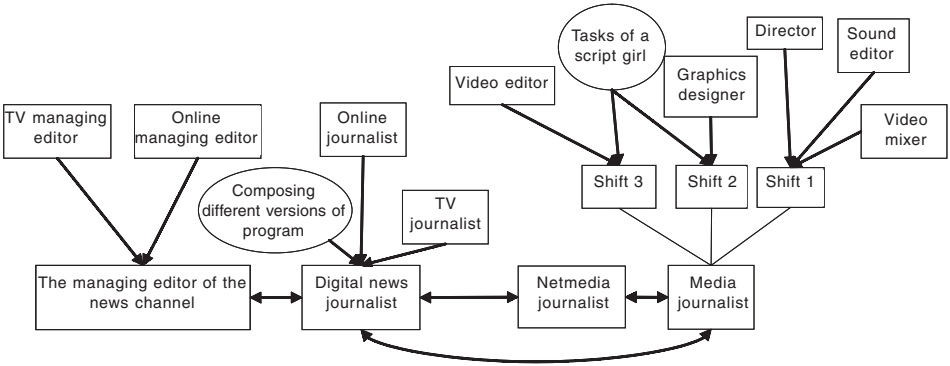 Tasks of a
script girl
Director
Sound
editor
Video editor
Graphics
designer
TV managing
editor
Online
managing editor
Online
journalist
Video
mixer
Composing
different versions of
program
TV
journalist
Shift 3
Shift 2
Shift 1
The managing editor of the
news channel
Digital news
journalist
Netmedia
journalist
Media
journalist